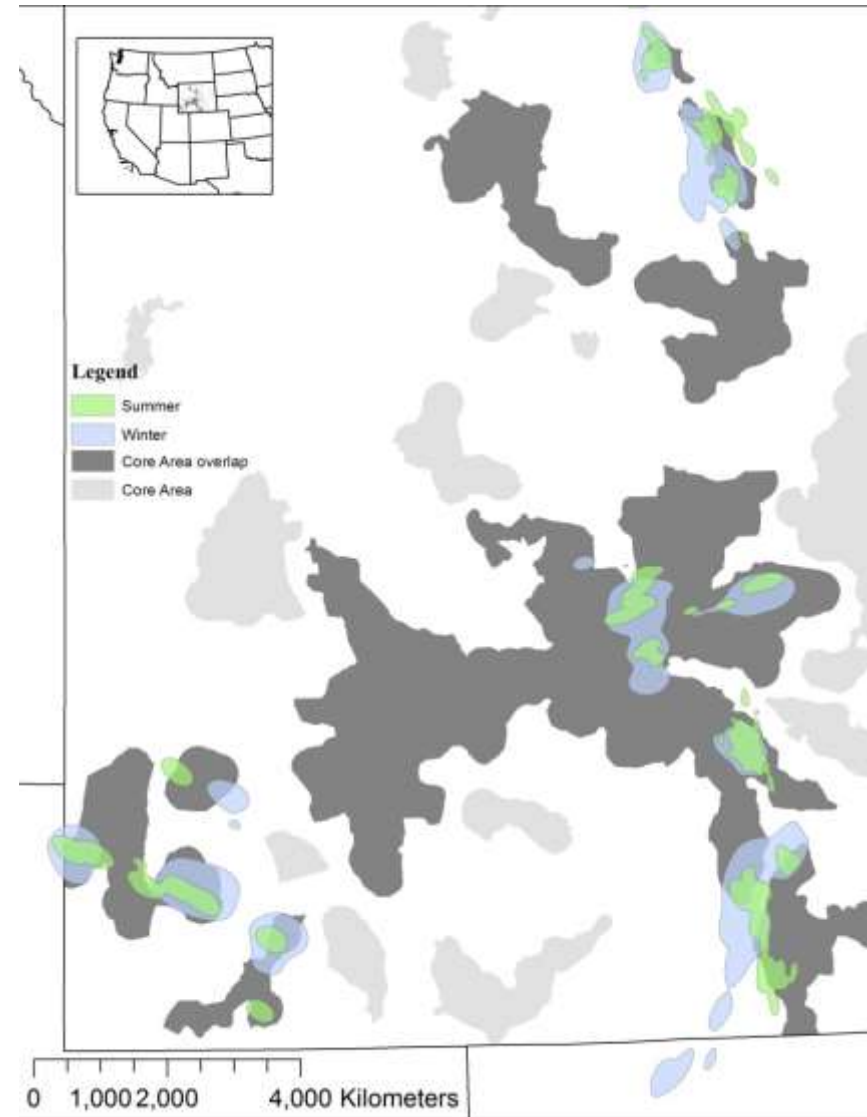 Legend
Summer
Winter
Core Area overlap
Core Area
0 1,000 2,000 4,000 Kilometers